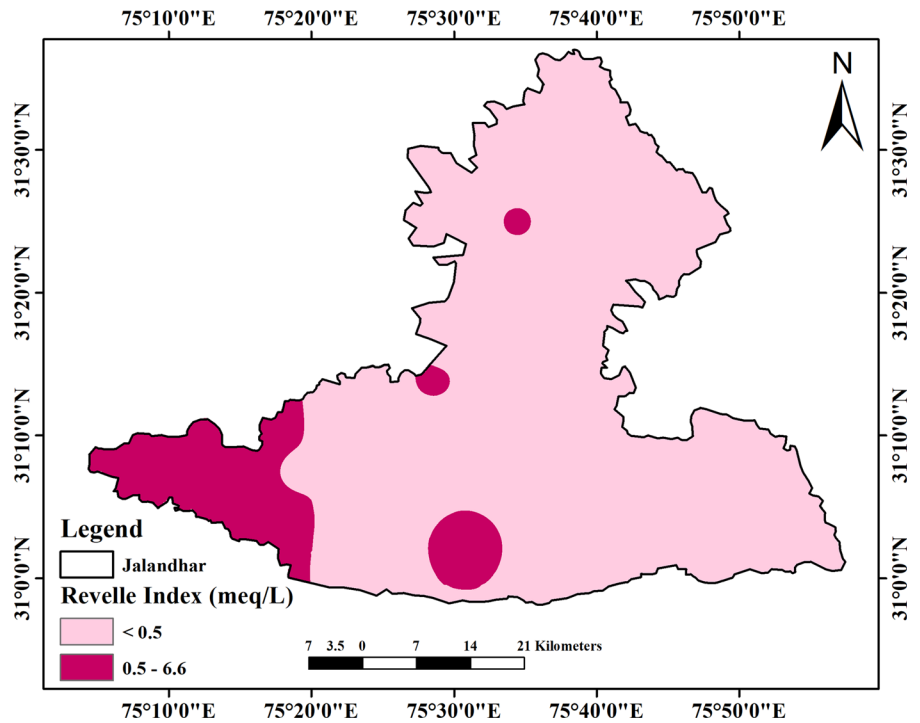 75°10'0"E 75°20'0"E 75°30'0"E 75°40'0"E 75°50'0"E
N
31°30'0"N 31°30'0"N
31°20'0"N 31°20'0"N
31°10'0"N 31°10'0"N
31°0'0"N 31°0'0"N
Legend
Jalandhar
Revelle Index (meq/L)
< 0.5
0.5 - 6.6
7 3.5 0 7 14 21 Kilometers
75°10'0"E 75°20'0"E 75°30'0"E 75°40'0"E 75°50'0"E